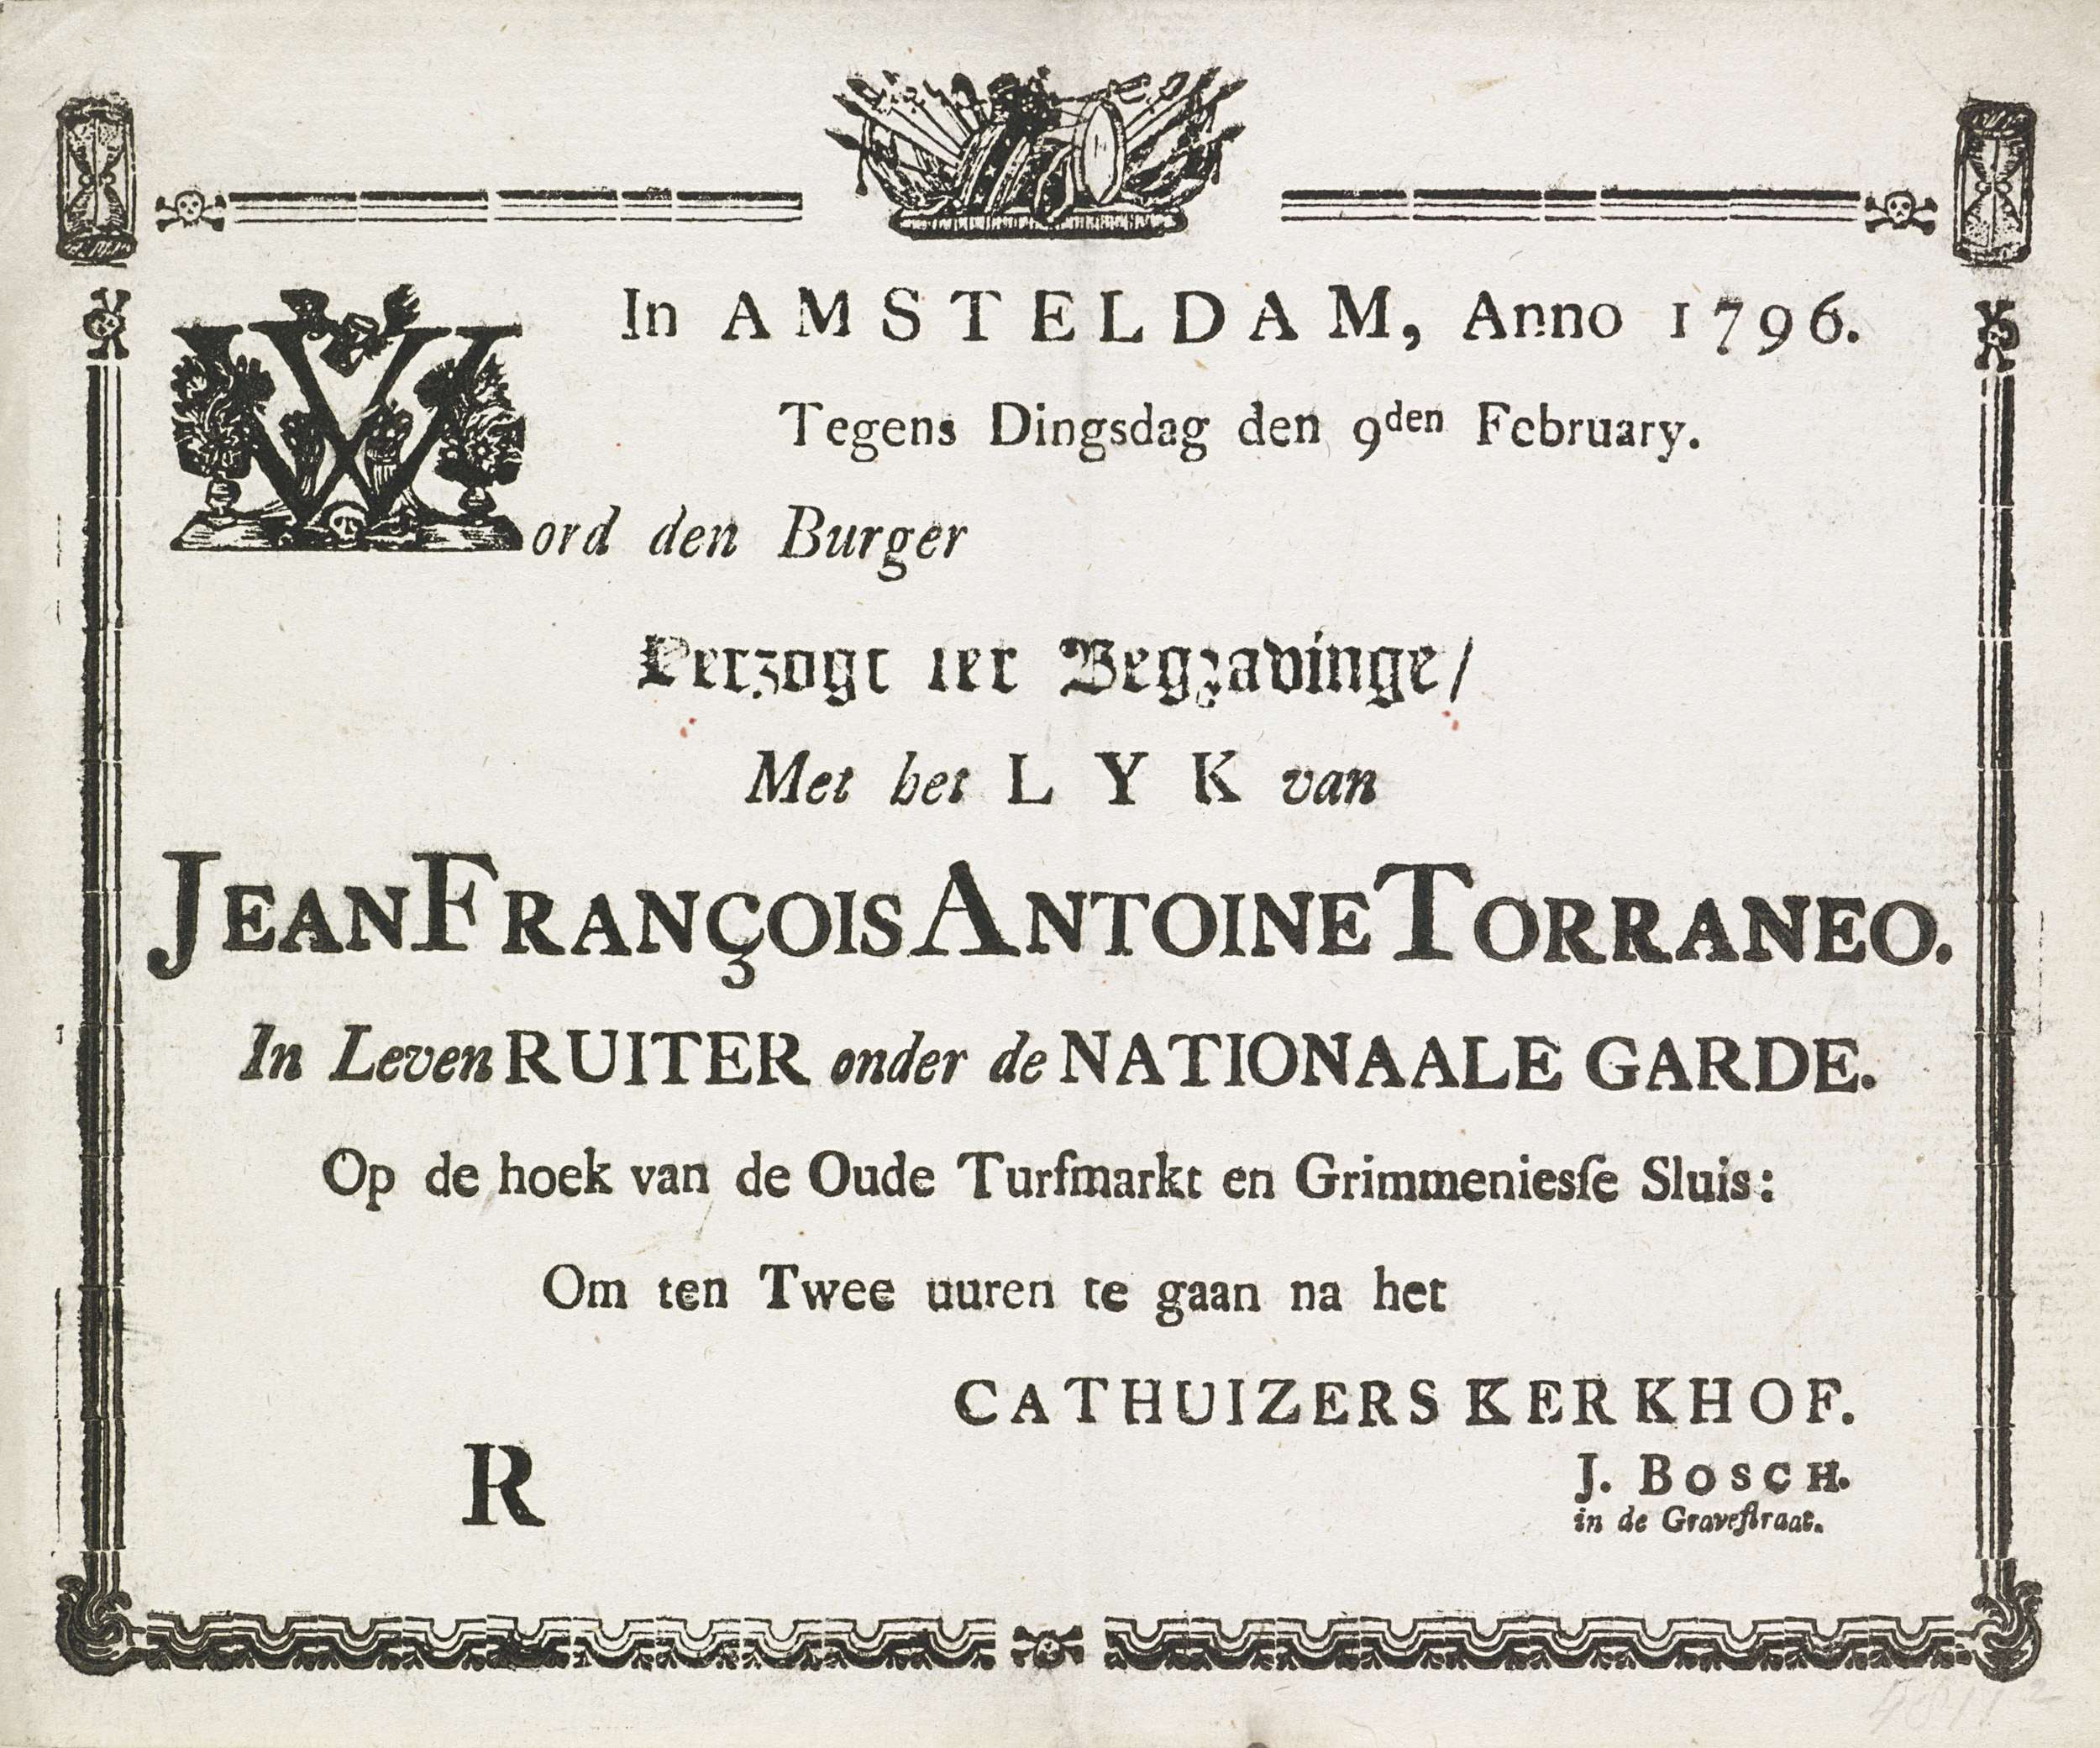 In AMSTELDAM, Anno 1796.
Tegens Dingsdag den 9den February.
Word den Burger
Verzogt ter Begravinge /
Met het LYK van
JEAN FRANÇOIS ANTOINE TORRANEO.
In Leven RUITER onder de NATIONAALE GARDE.
Op de hoek van de Oude Turfmarkt en Grimmeniesſe Sluis:
Om ten Twee uuren te gaan na het
CATHUIZERS KERKHOF.
R
J. BOSCH.
in de Graveſtraat.